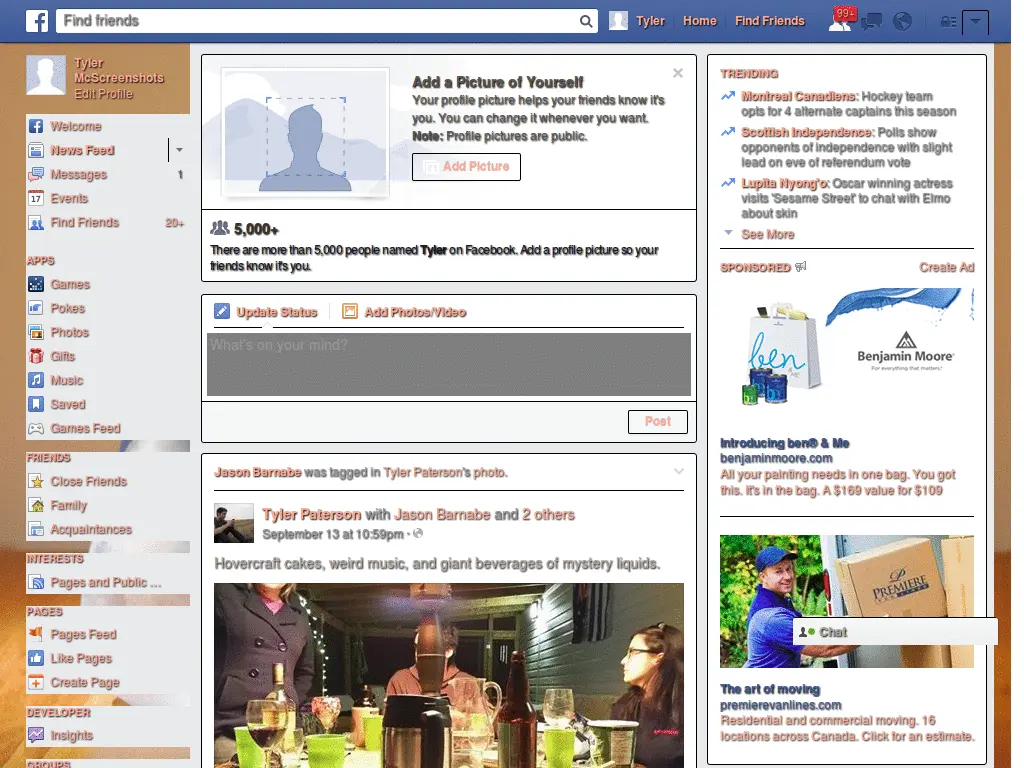 Find friends
Tyler
Home
Find Friends
99+
Tyler
McScreenshots
Edit Profile
Welcome
News Feed
Messages 1
17 Events
Find Friends 20+
APPS
Games
Pokes
Photos
Gifts
Music
Saved
Games Feed
FRIENDS
Close Friends
Family
Acquaintances
INTERESTS
Pages and Public ...
PAGES
Pages Feed
Like Pages
Create Page
DEVELOPER
Insights
GROUPS
Add a Picture of Yourself
Your profile picture helps your friends know it's
you. You can change it whenever you want.
Note: Profile pictures are public.
Add Picture
5,000+
There are more than 5,000 people named Tyler on Facebook. Add a profile picture so your
friends know it's you.
Update Status
Add Photos/Video
What's on your mind?
Post
Jason Barnabe was tagged in Tyler Paterson's photo.
Tyler Paterson with Jason Barnabe and 2 others
September 13 at 10:59pm ·
Hovercraft cakes, weird music, and giant beverages of mystery liquids.
TRENDING
Montreal Canadiens: Hockey team
opts for 4 alternate captains this season
Scottish Independence: Polls show
opponents of independence with slight
lead on eve of referendum vote
Lupita Nyong'o: Oscar winning actress
visits 'Sesame Street' to chat with Elmo
about skin
See More
SPONSORED
Create Ad
ben
& ME
Benjamin Moore®
For everything that matters.
Introducing ben® & Me
benjaminmoore.com
All your painting needs in one bag. You got
this. It's in the bag. A $169 value for $109
PREMIERE
Chat
The art of moving
premierevanlines.com
Residential and commercial moving. 16
locations across Canada. Click for an estimate.